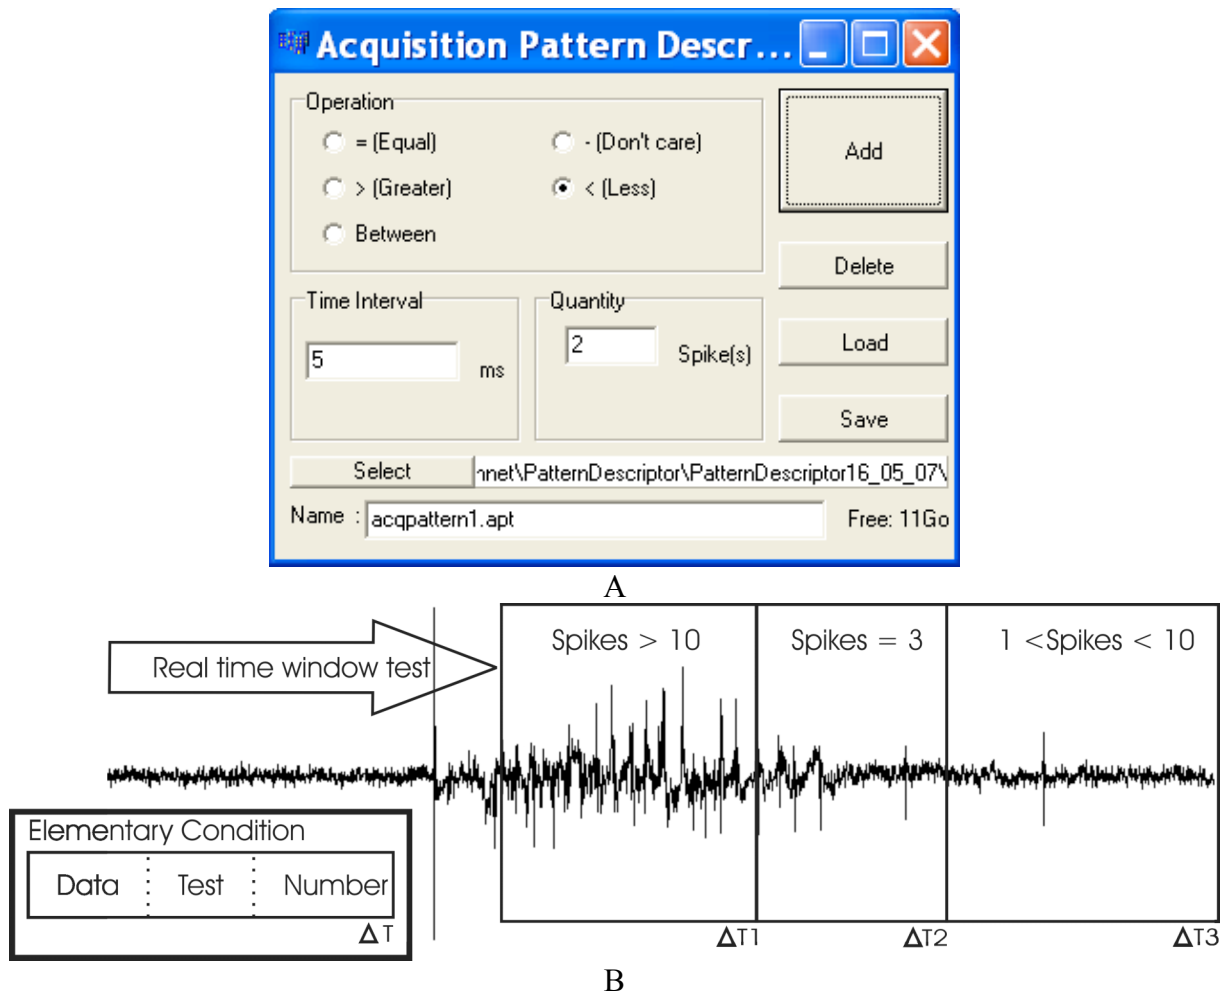 Acquisition Pattern Descr...
Operation
= (Equal)
- (Don't care)
Add
> (Greater)
< (Less)
Between
Delete
Time Interval
Quantity
5
ms
2
Spike(s)
Load
Save
Select
nnet\PatternDescriptor\PatternDescriptor16_05_07\
Name :
acqpattern1.apt
Free: 11Go
A
Real time window test
Spikes > 10
Spikes = 3
1 <Spikes < 10
Elementary Condition
Data
Test
Number
ΔT
ΔT1
ΔT2
ΔT3
B